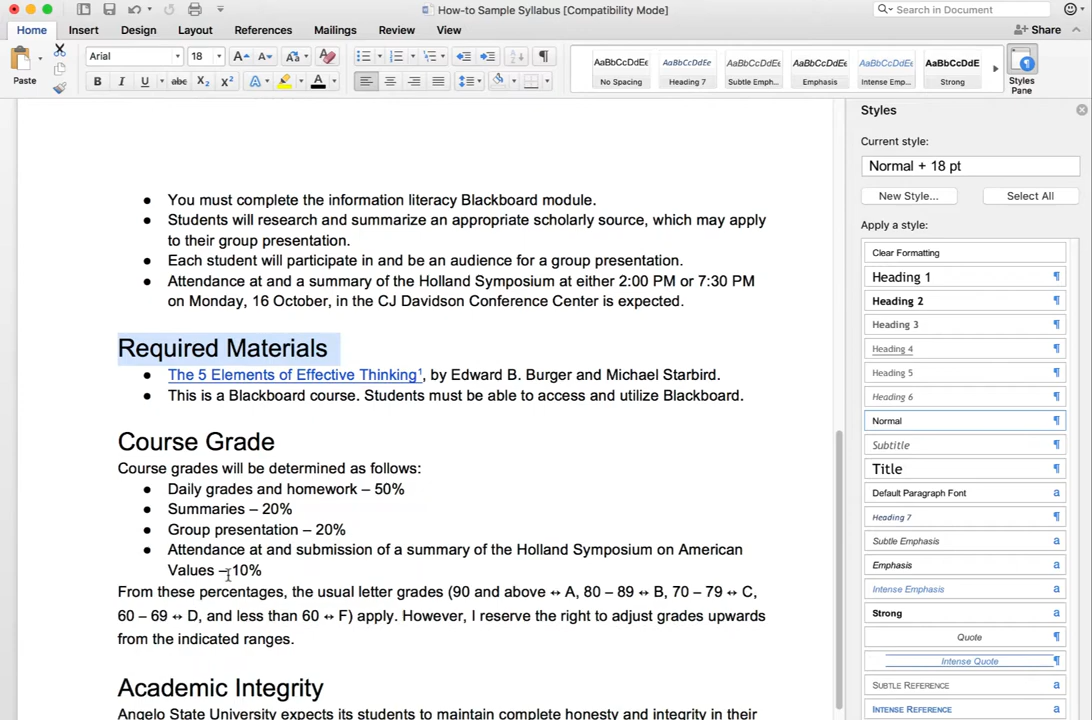 How-to Sample Syllabus [Compatibility Mode]
Search in Document
Home Insert Design Layout References Mailings Review View
Share
Paste
Arial 18
B I U abc X₂ X² A A
AaBbCcDdEe AaBbCcDdEe AaBbCcDdEe AaBbCcDdEe AaBbCcDdEe AaBbCcDdEe
No Spacing Heading 7 Subtle Emph... Emphasis Intense Emp... Strong
Styles
Pane
● You must complete the information literacy Blackboard module.
● Students will research and summarize an appropriate scholarly source, which may apply
to their group presentation.
● Each student will participate in and be an audience for a group presentation.
● Attendance at and a summary of the Holland Symposium at either 2:00 PM or 7:30 PM
on Monday, 16 October, in the CJ Davidson Conference Center is expected.
Required Materials
● The 5 Elements of Effective Thinking¹, by Edward B. Burger and Michael Starbird.
● This is a Blackboard course. Students must be able to access and utilize Blackboard.
Course Grade
Course grades will be determined as follows:
● Daily grades and homework – 50%
● Summaries – 20%
● Group presentation – 20%
● Attendance at and submission of a summary of the Holland Symposium on American
Values – 10%
From these percentages, the usual letter grades (90 and above ↔ A, 80 – 89 ↔ B, 70 – 79 ↔ C,
60 – 69 ↔ D, and less than 60 ↔ F) apply. However, I reserve the right to adjust grades upwards
from the indicated ranges.
Academic Integrity
Angelo State University expects its students to maintain complete honesty and integrity in their
Styles
Current style:
Normal + 18 pt
New Style... Select All
Apply a style:
Clear Formatting
Heading 1 ¶
Heading 2 ¶
Heading 3 ¶
Heading 4 ¶
Heading 5 ¶
Heading 6 ¶
Normal ¶
Subtitle ¶
Title ¶
Default Paragraph Font a
Heading 7 ¶
Subtle Emphasis a
Emphasis a
Intense Emphasis a
Strong a
Quote ¶
Intense Quote ¶
SUBTLE REFERENCE a
INTENSE REFERENCE a